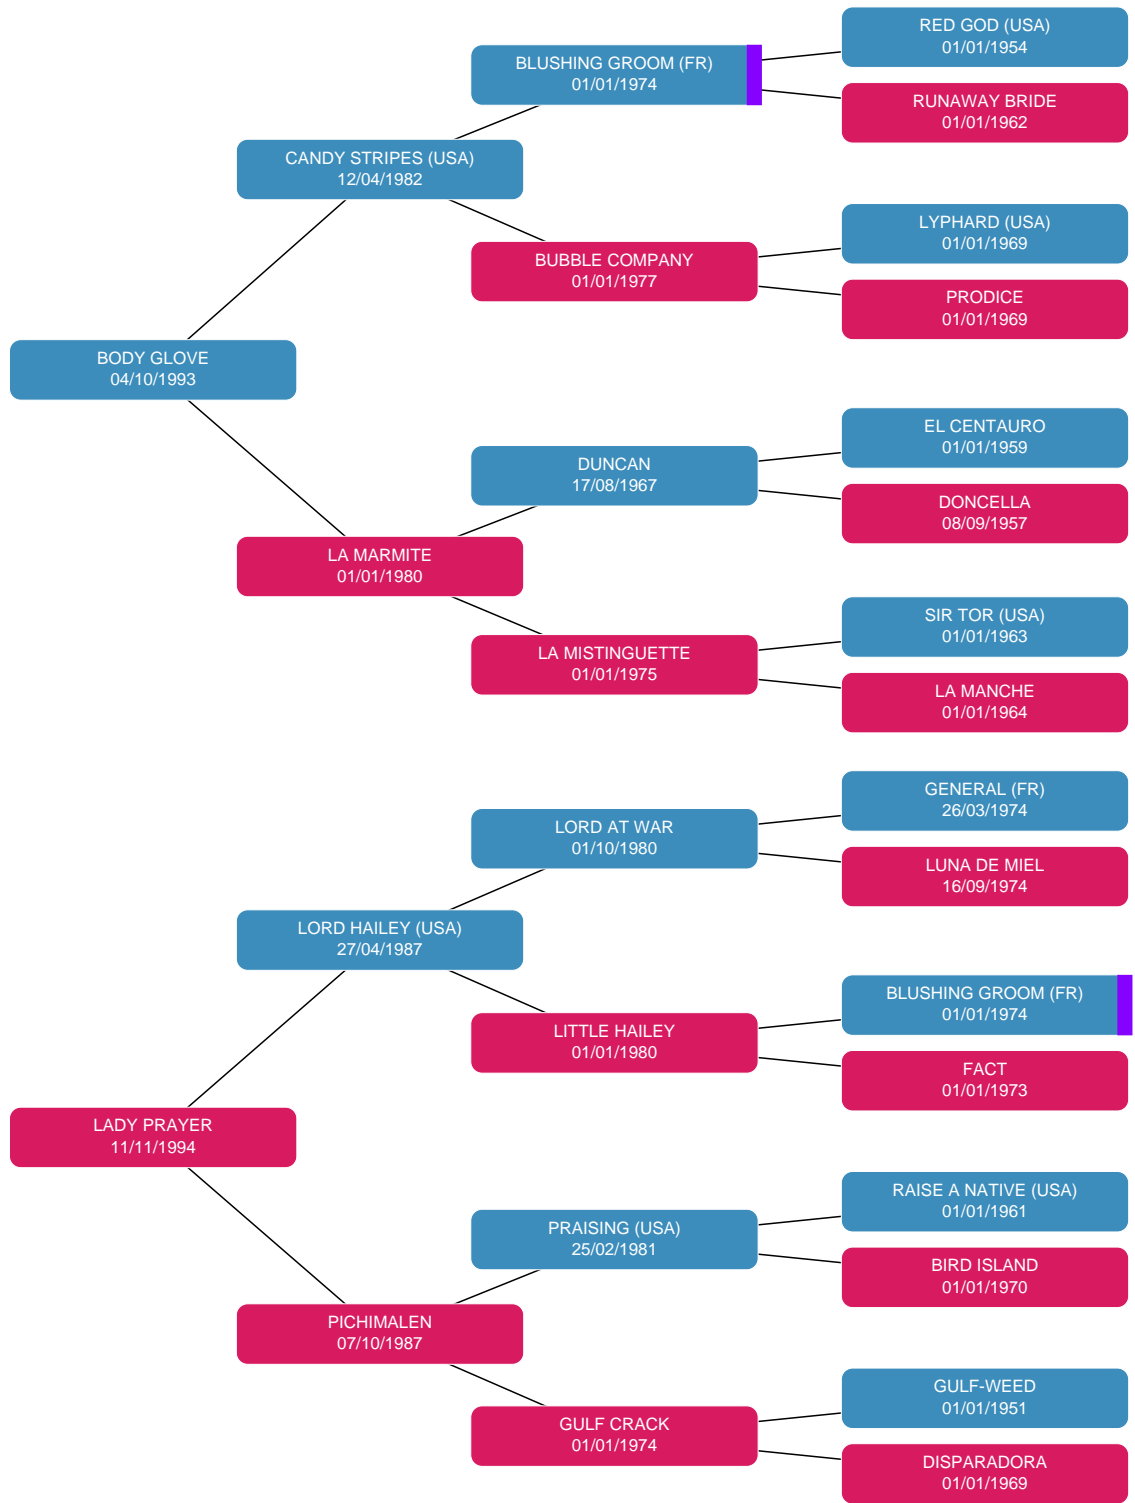 RED GOD (USA)
01/01/1954
BLUSHING GROOM (FR)
01/01/1974
RUNAWAY BRIDE
01/01/1962
CANDY STRIPES (USA)
12/04/1982
LYPHARD (USA)
01/01/1969
BUBBLE COMPANY
01/01/1977
PRODICE
01/01/1969
BODY GLOVE
04/10/1993
EL CENTAURO
01/01/1959
DUNCAN
17/08/1967
DONCELLA
08/09/1957
LA MARMITE
01/01/1980
SIR TOR (USA)
01/01/1963
LA MISTINGUETTE
01/01/1975
LA MANCHE
01/01/1964
GENERAL (FR)
26/03/1974
LORD AT WAR
01/10/1980
LUNA DE MIEL
16/09/1974
LORD HAILEY (USA)
27/04/1987
BLUSHING GROOM (FR)
01/01/1974
LITTLE HAILEY
01/01/1980
FACT
01/01/1973
LADY PRAYER
11/11/1994
RAISE A NATIVE (USA)
01/01/1961
PRAISING (USA)
25/02/1981
BIRD ISLAND
01/01/1970
PICHIMALEN
07/10/1987
GULF-WEED
01/01/1951
GULF CRACK
01/01/1974
DISPARADORA
01/01/1969